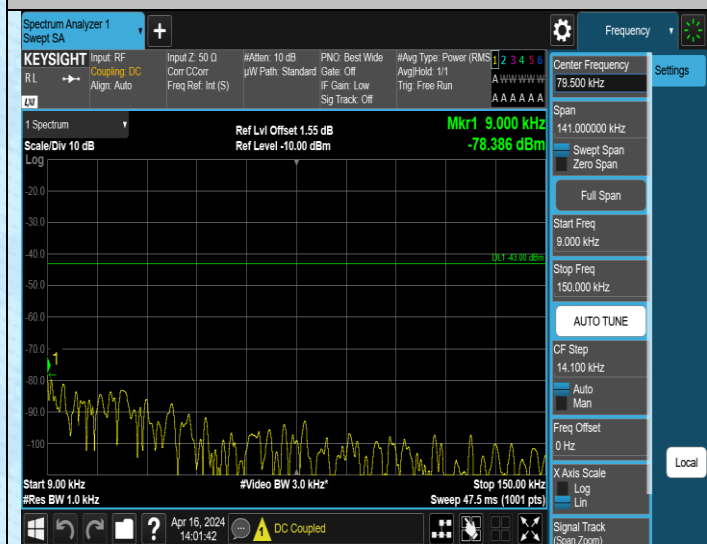 Spectrum Analyzer 1
Swept SA
Frequency
KEYSIGHT
RL
LXI
Input: RF
Coupling: DC
Align: Auto
Input Z: 50 Ω
Corr CCorr
Freq Ref: Int (S)
#Atten: 10 dB
µW Path: Standard
PNO: Best Wide
Gate: Off
IF Gain: Low
Sig Track: Off
#Avg Type: Power (RMS
Avg|Hold: 1/1
Trig: Free Run
1 2 3 4 5 6
A W W W W W
A A A A A A
Center Frequency
79.500 kHz
Settings
1 Spectrum
Scale/Div 10 dB
Ref Lvl Offset 1.55 dB
Ref Level -10.00 dBm
Mkr1 9.000 kHz
-78.386 dBm
Span
141.000000 kHz
Swept Span
Zero Span
Full Span
Start Freq
9.000 kHz
Stop Freq
150.000 kHz
AUTO TUNE
CF Step
14.100 kHz
Auto
Man
Freq Offset
0 Hz
X Axis Scale
Log
Lin
Signal Track
(Span Zoom)
Local
Log
-20.0
-30.0
-40.0
DL1 -43.00 dBm
-50.0
-60.0
-70.0
1
-80.0
-90.0
-100
Start 9.00 kHz
#Res BW 1.0 kHz
#Video BW 3.0 kHz*
Stop 150.00 kHz
Sweep 47.5 ms (1001 pts)
?
Apr 16, 2024
14:01:42
DC Coupled